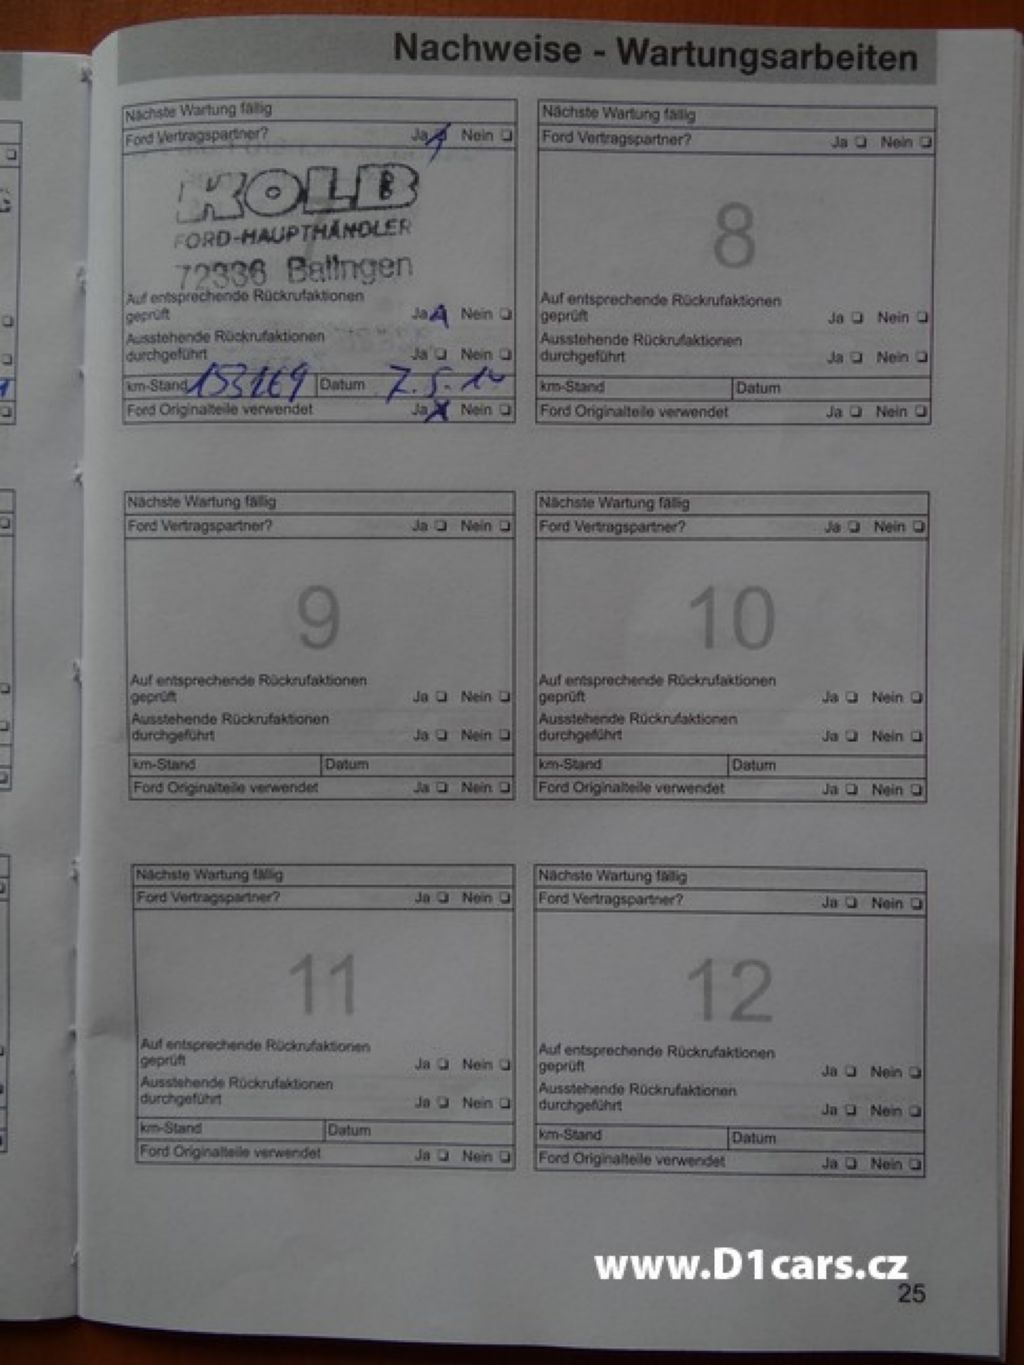 Nachweise - Wartungsarbeiten
Nächste Wartung fällig
Ford Vertragspartner? Ja Nein
KOLB
FORD-HAUPTHÄNDLER
72336 Balingen
Auf entsprechende Rückrufaktionen
geprüft Ja Nein
Ausstehende Rückrufaktionen
durchgeführt Ja Nein
km-Stand 153169 Datum 7.5.14
Ford Originalteile verwendet Ja Nein
Nächste Wartung fällig
Ford Vertragspartner? Ja Nein
8
Auf entsprechende Rückrufaktionen
geprüft Ja Nein
Ausstehende Rückrufaktionen
durchgeführt Ja Nein
km-Stand Datum
Ford Originalteile verwendet Ja Nein
Nächste Wartung fällig
Ford Vertragspartner? Ja Nein
9
Auf entsprechende Rückrufaktionen
geprüft Ja Nein
Ausstehende Rückrufaktionen
durchgeführt Ja Nein
km-Stand Datum
Ford Originalteile verwendet Ja Nein
Nächste Wartung fällig
Ford Vertragspartner? Ja Nein
10
Auf entsprechende Rückrufaktionen
geprüft Ja Nein
Ausstehende Rückrufaktionen
durchgeführt Ja Nein
km-Stand Datum
Ford Originalteile verwendet Ja Nein
Nächste Wartung fällig
Ford Vertragspartner? Ja Nein
11
Auf entsprechende Rückrufaktionen
geprüft Ja Nein
Ausstehende Rückrufaktionen
durchgeführt Ja Nein
km-Stand Datum
Ford Originalteile verwendet Ja Nein
Nächste Wartung fällig
Ford Vertragspartner? Ja Nein
12
Auf entsprechende Rückrufaktionen
geprüft Ja Nein
Ausstehende Rückrufaktionen
durchgeführt Ja Nein
km-Stand Datum
Ford Originalteile verwendet Ja Nein
www.D1cars.cz
25